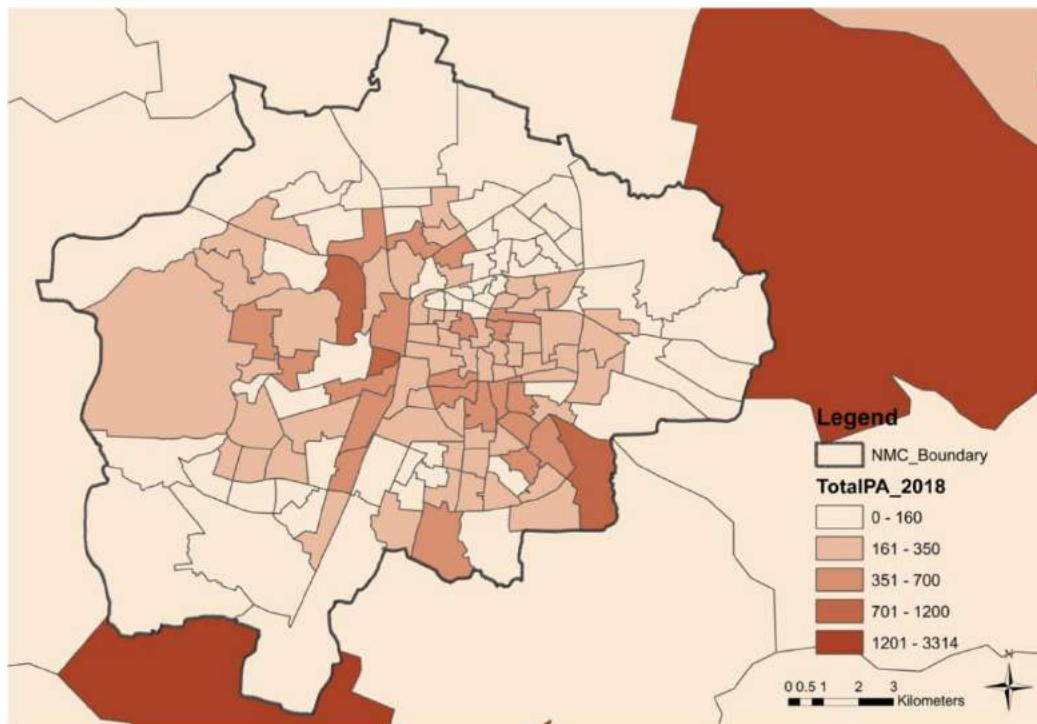 Legend
NMC_Boundary
TotalPA_2018
0 - 160
161 - 350
351 - 700
701 - 1200
1201 - 3314
0 0.5 1 2 3
Kilometers